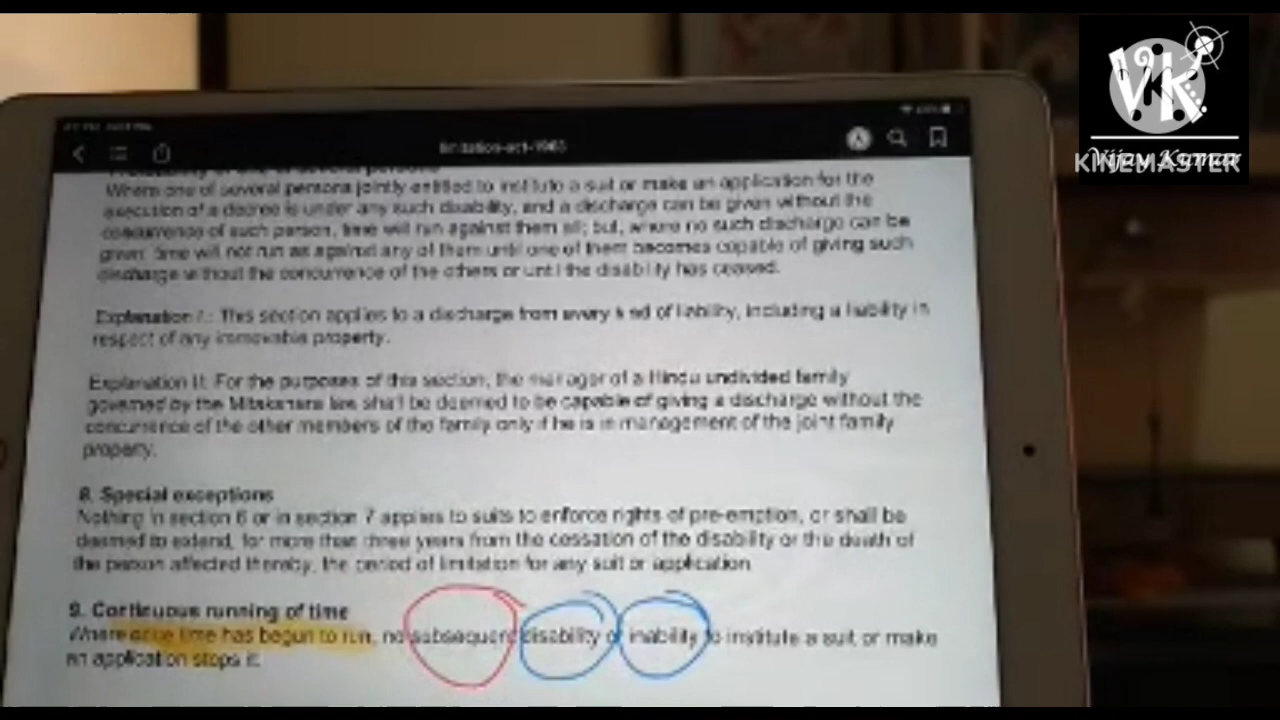 VK
Vijay Kumar
KINEMASTER
limitation-act-1963
Where one of several persons jointly entitled to institute a suit or make an application for the
execution of a decree is under any such disability, and a discharge can be given without the
concurrence of such person, time will run against them all; but, where no such discharge can be
given, time will not run as against any of them until one of them becomes capable of giving such
discharge without the concurrence of the others or until the disability has ceased.
Explanation I: This section applies to a discharge from every kind of liability, including a liability in
respect of any immovable property.
Explanation II: For the purposes of this section, the manager of a Hindu undivided family
governed by the Mitakshara law shall be deemed to be capable of giving a discharge without the
concurrence of the other members of the family only if he is in management of the joint family
property.
8. Special exceptions
Nothing in section 6 or in section 7 applies to suits to enforce rights of pre-emption, or shall be
deemed to extend, for more than three years from the cessation of the disability or the death of
the person affected thereby, the period of limitation for any suit or application.
9. Continuous running of time
Where once time has begun to run, no subsequent disability or inability to institute a suit or make
an application stops it.